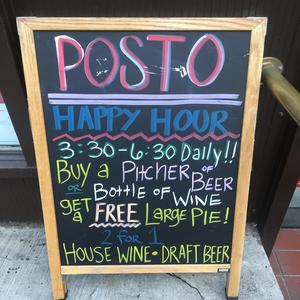 POSTO
HAPPY HOUR
3:30-6:30 Daily!!
BUY a PITCHER OF BEER
OR BOTTLE OF WINE
gET a FREE LARGE PIE!
2 FOR 1
HOUSE WINE • DRAFT BEER